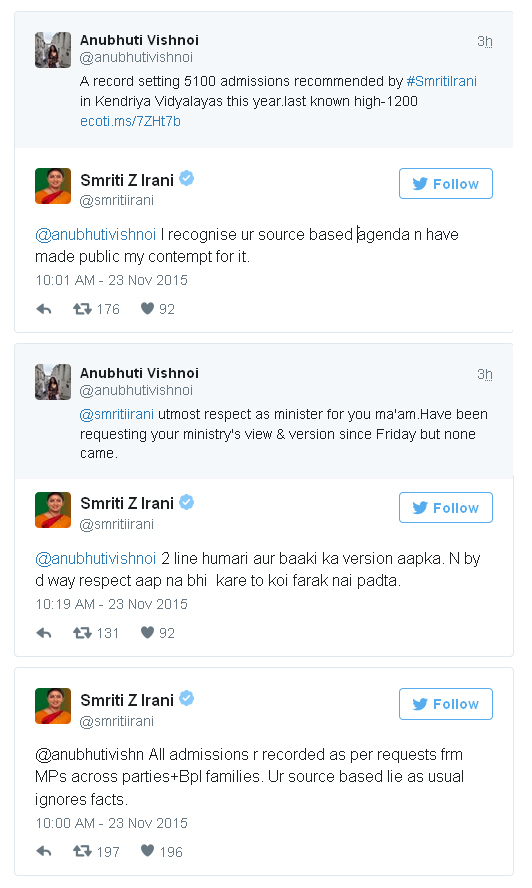 Anubhuti Vishnoi 3h
@anubhutivishnoi
A record setting 5100 admissions recommended by #SmritiIrani
in Kendriya Vidyalayas this year.last known high-1200
ecoti.ms/7ZHt7b
Smriti Z Irani Follow
@smritiirani
@anubhutivishnoi I recognise ur source based agenda n have
made public my contempt for it.
10:01 AM - 23 Nov 2015
176 92
Anubhuti Vishnoi 3h
@anubhutivishnoi
@smritiirani utmost respect as minister for you ma'am.Have been
requesting your ministry's view & version since Friday but none
came.
Smriti Z Irani Follow
@smritiirani
@anubhutivishnoi 2 line humari aur baaki ka version aapka. N by
d way respect aap na bhi kare to koi farak nai padta.
10:19 AM - 23 Nov 2015
131 92
Smriti Z Irani Follow
@smritiirani
@anubhutivishn All admissions r recorded as per requests frm
MPs across parties+Bpl families. Ur source based lie as usual
ignores facts.
10:00 AM - 23 Nov 2015
197 196